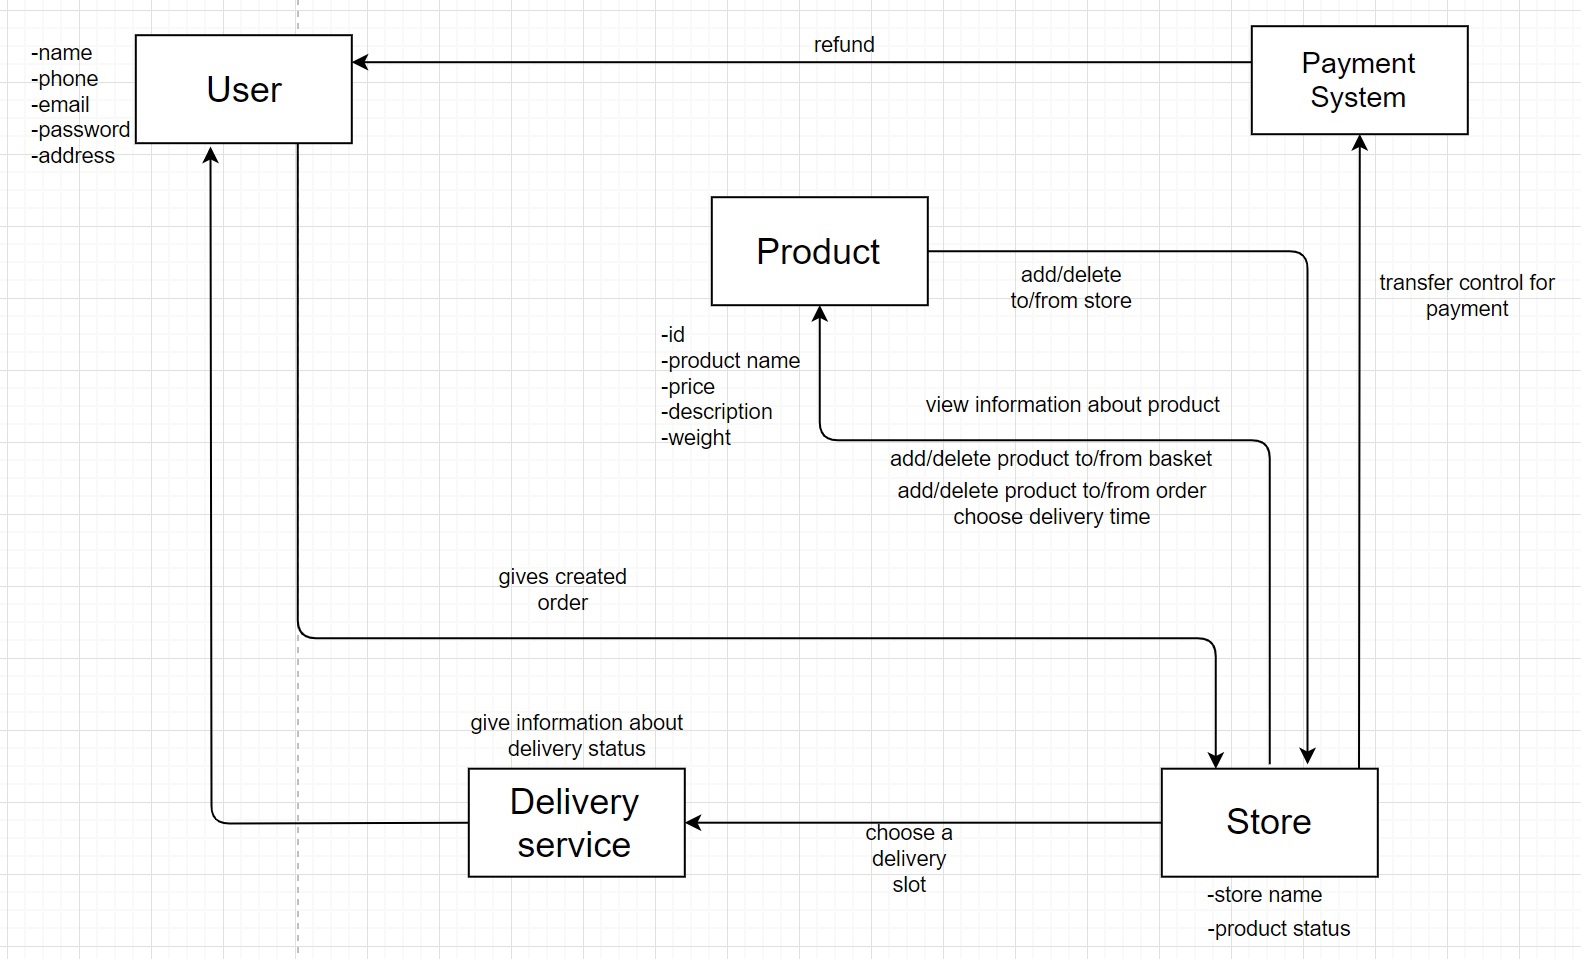 -name
-phone
-email
-password
-address
User
refund
Payment
System
Product
add/delete
to/from store
transfer control for
payment
-id
-product name
-price
-description
-weight
view information about product
add/delete product to/from basket
add/delete product to/from order
choose delivery time
gives created
order
give information about
delivery status
Delivery
service
choose a
delivery
slot
Store
-store name
-product status